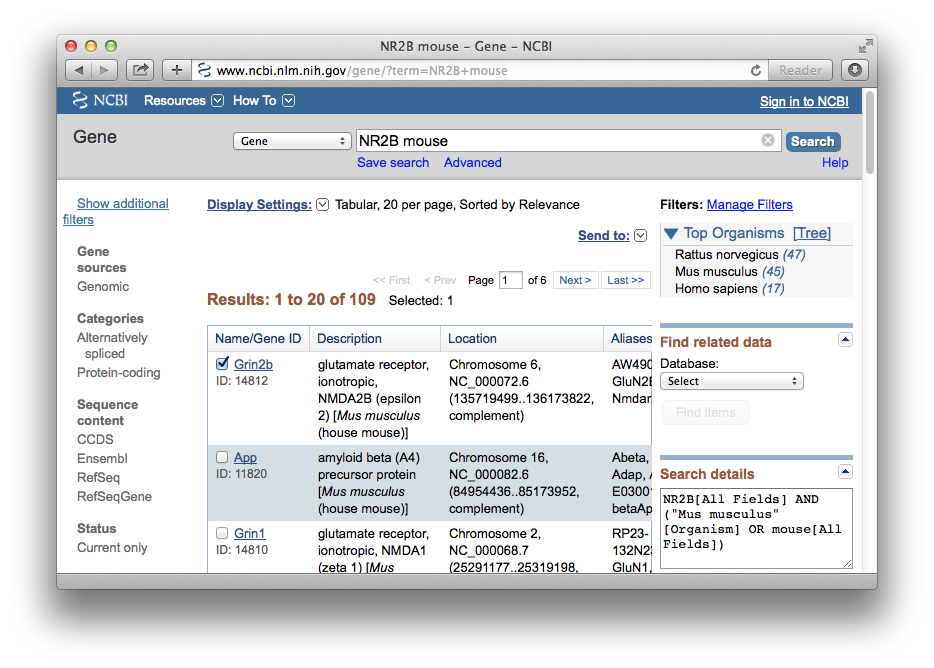 NR2B mouse – Gene – NCBI
www.ncbi.nlm.nih.gov/gene/?term=NR2B+mouse
Reader
NCBI
Resources
How To
Sign in to NCBI
Gene
Gene
NR2B mouse
Search
Save search
Advanced
Help
Show additional
filters
Gene
sources
Genomic
Categories
Alternatively
spliced
Protein-coding
Sequence
content
CCDS
Ensembl
RefSeq
RefSeqGene
Status
Current only
Display Settings: Tabular, 20 per page, Sorted by Relevance
Send to:
<< First < Prev Page 1 of 6 Next > Last >>
Results: 1 to 20 of 109 Selected: 1
Name/Gene ID Description Location Aliases
Grin2b
ID: 14812
glutamate receptor,
ionotropic,
NMDA2B (epsilon
2) [Mus musculus
(house mouse)]
Chromosome 6,
NC_000072.6
(135719499..136173822,
complement)
AW490
GluN2B
Nmdar
App
ID: 11820
amyloid beta (A4)
precursor protein
[Mus musculus
(house mouse)]
Chromosome 16,
NC_000082.6
(84954436..85173952,
complement)
Abeta,
Adap, A
E03001
betaAp
Grin1
ID: 14810
glutamate receptor,
ionotropic, NMDA1
(zeta 1) [Mus
Chromosome 2,
NC_000068.7
(25291177..25319198,
RP23-
132N23
GluN1,
Filters: Manage Filters
Top Organisms [Tree]
Rattus norvegicus (47)
Mus musculus (45)
Homo sapiens (17)
Find related data
Database:
Select
Find items
Search details
NR2B[All Fields] AND
("Mus musculus"
[Organism] OR mouse[All
Fields])